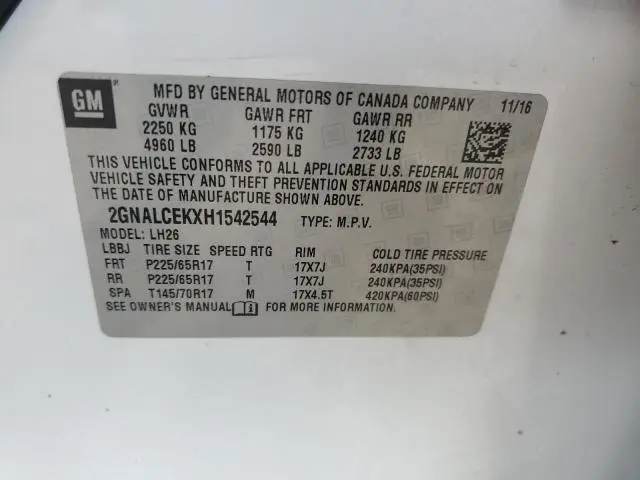 GM
MFD BY GENERAL MOTORS OF CANADA COMPANY 11/16
GVWR GAWR FRT GAWR RR
2250 KG 1175 KG 1240 KG
4960 LB 2590 LB 2733 LB
THIS VEHICLE CONFORMS TO ALL APPLICABLE U.S. FEDERAL MOTOR
VEHICLE SAFETY AND THEFT PREVENTION STANDARDS IN EFFECT ON
THE DATE OF MANUFACTURE SHOWN ABOVE.
2GNALCEKXH1542544 TYPE: M.P.V.
MODEL: LH26
LBBJ TIRE SIZE SPEED RTG RIM COLD TIRE PRESSURE
FRT P225/65R17 T 17X7J 240KPA(35PSI)
RR P225/65R17 T 17X7J 240KPA(35PSI)
SPA T145/70R17 M 17X4.5T 420KPA(60PSI)
SEE OWNER'S MANUAL FOR MORE INFORMATION.